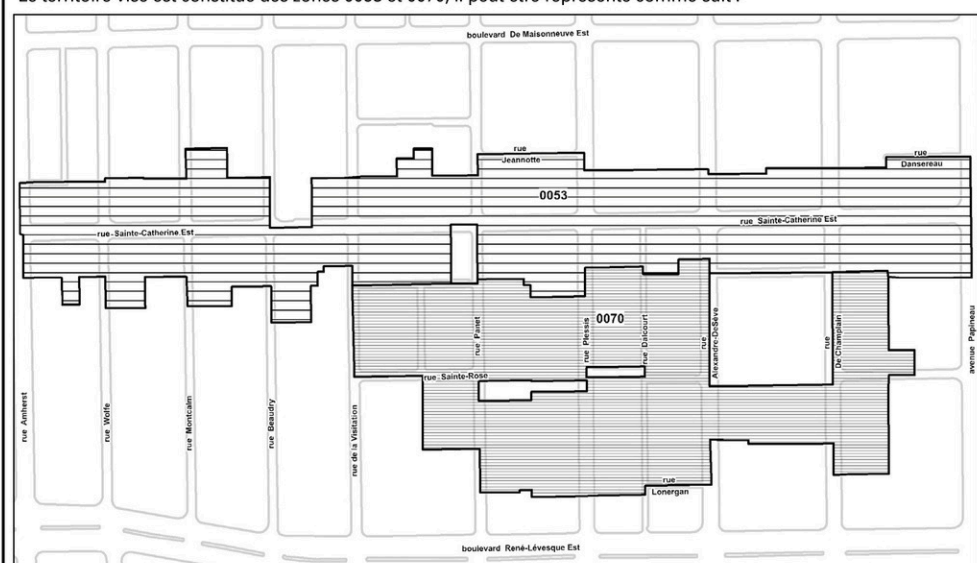 Le territoire visé est constitué des zones 0053 et 0070; il peut être représenté comme suit :
boulevard De Maisonneuve Est
rue
Jeannotte
rue
Dansereau
0053
rue Sainte-Catherine Est
rue Sainte-Catherine Est
0070
rue Panet
rue Plessis
rue Dalcourt
rue
Alexandre-DeSève
rue
De Champlain
avenue Papineau
rue Sainte-Rose
rue Amherst
rue Wolfe
rue Montcalm
rue Beaudry
rue de la Visitation
rue
Lonergan
boulevard René-Lévesque Est